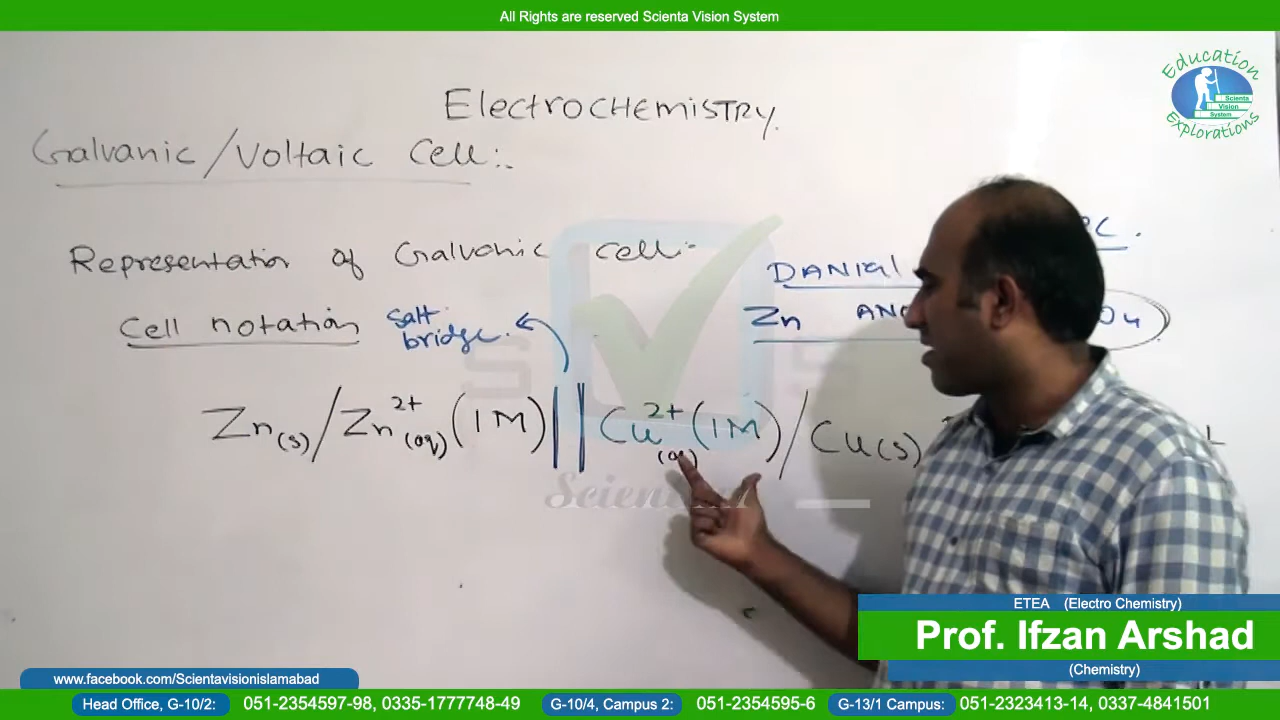 All Rights are reserved Scienta Vision System
Education
Scienta
Vision
System
Explorations
ElectroCHEMISTRY.
Galvanic/Voltaic Cell:.
Representation of Galvanic cell:-
DANIAL
Cell notation
Salt
bridge.
Zn
Zn(s)/Zn2+(aq)(1M)||Cu2+(aq)(1M)/Cu(s)
ETEA (Electro Chemistry)
Prof. Ifzan Arshad
(Chemistry)
www.facebook.com/Scientavisionislamabad
Head Office, G-10/2: 051-2354597-98, 0335-1777748-49 G-10/4, Campus 2: 051-2354595-6 G-13/1 Campus: 051-2323413-14, 0337-4841501